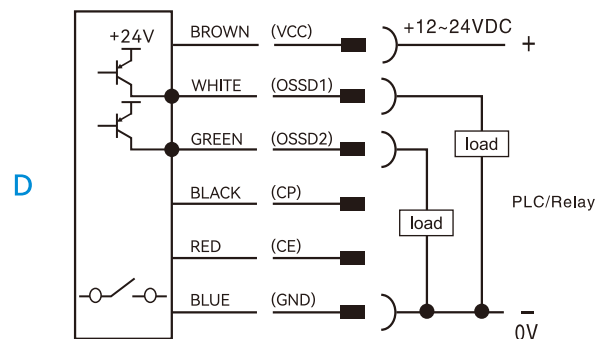 +24V BROWN (VCC) +12~24VDC +
WHITE (OSSD1)
load
GREEN (OSSD2)
D
BLACK (CP) PLC/Relay
load
RED (CE)
BLUE (GND) −
0V